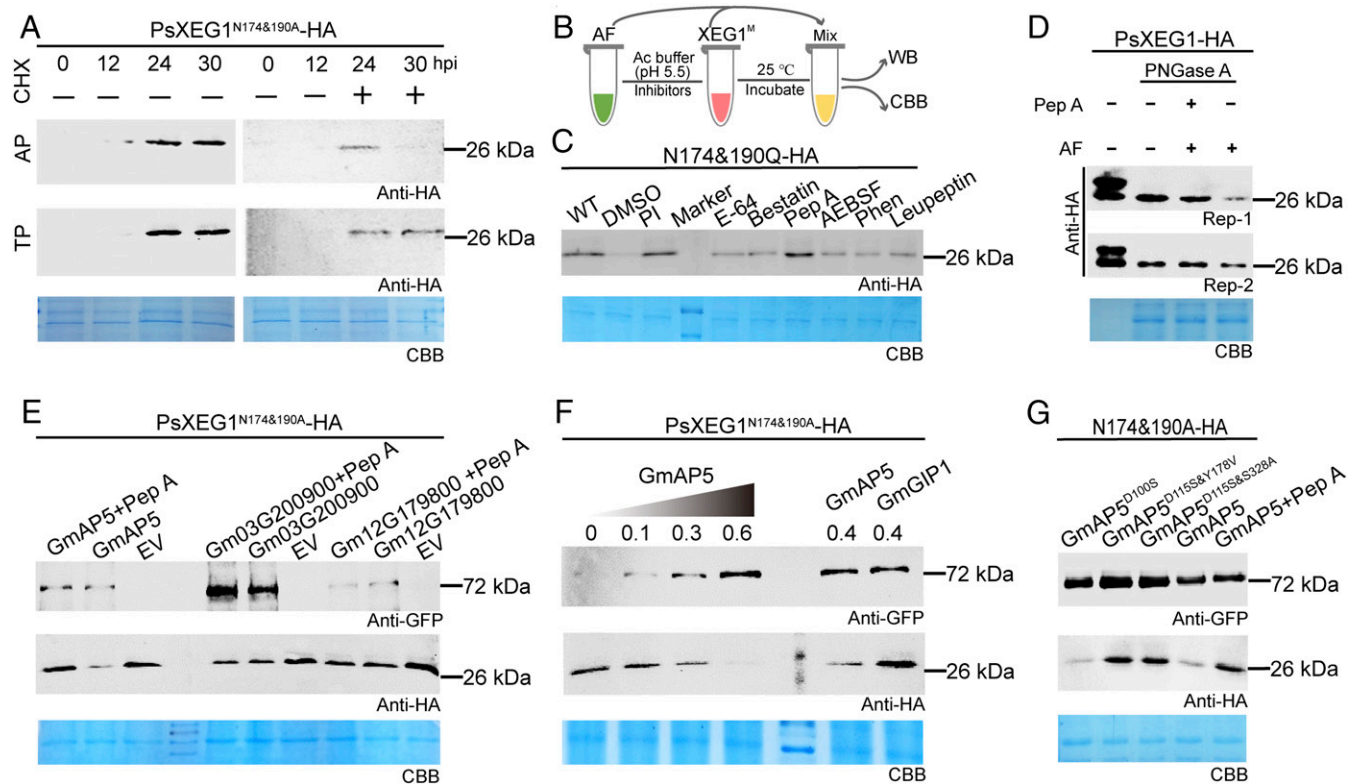 A
PsXEG1N174&190A-HA
0 12 24 30 0 12 24 30 hpi
CHX − − − − − − + +
AP
26 kDa
Anti-HA
TP
26 kDa
Anti-HA
CBB
B
AF XEG1M Mix
Ac buffer
(pH 5.5)
Inhibitors
25 °C
Incubate
WB
CBB
C
N174&190Q-HA
WT DMSO PI Marker E-64 Bestatin Pep A AEBSF Phen Leupeptin
26 kDa
Anti-HA
CBB
D
PsXEG1-HA
PNGase A
Pep A − − + −
AF − − + +
Anti-HA
26 kDa
Rep-1
26 kDa
Rep-2
CBB
E
PsXEG1N174&190A-HA
GmAP5+Pep A GmAP5 EV Gm03G200900+Pep A Gm03G200900 EV Gm12G179800 +Pep A Gm12G179800 EV
72 kDa
Anti-GFP
26 kDa
Anti-HA
CBB
F
PsXEG1N174&190A-HA
GmAP5 GmAP5 GmGIP1
0 0.1 0.3 0.6 0.4 0.4
72 kDa
Anti-GFP
26 kDa
Anti-HA
CBB
G
N174&190A-HA
GmAP5D100S GmAP5D115S&Y178V GmAP5D115S&S328A GmAP5 GmAP5+Pep A
72 kDa
Anti-GFP
26 kDa
Anti-HA
CBB